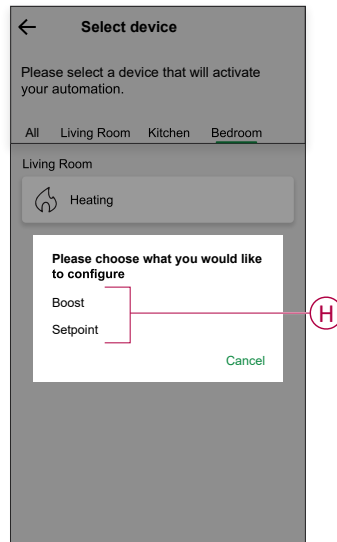 Select device
Please select a device that will activate
your automation.
All Living Room Kitchen Bedroom
Living Room
Heating
Please choose what you would like
to configure
Boost
Setpoint
H
Cancel